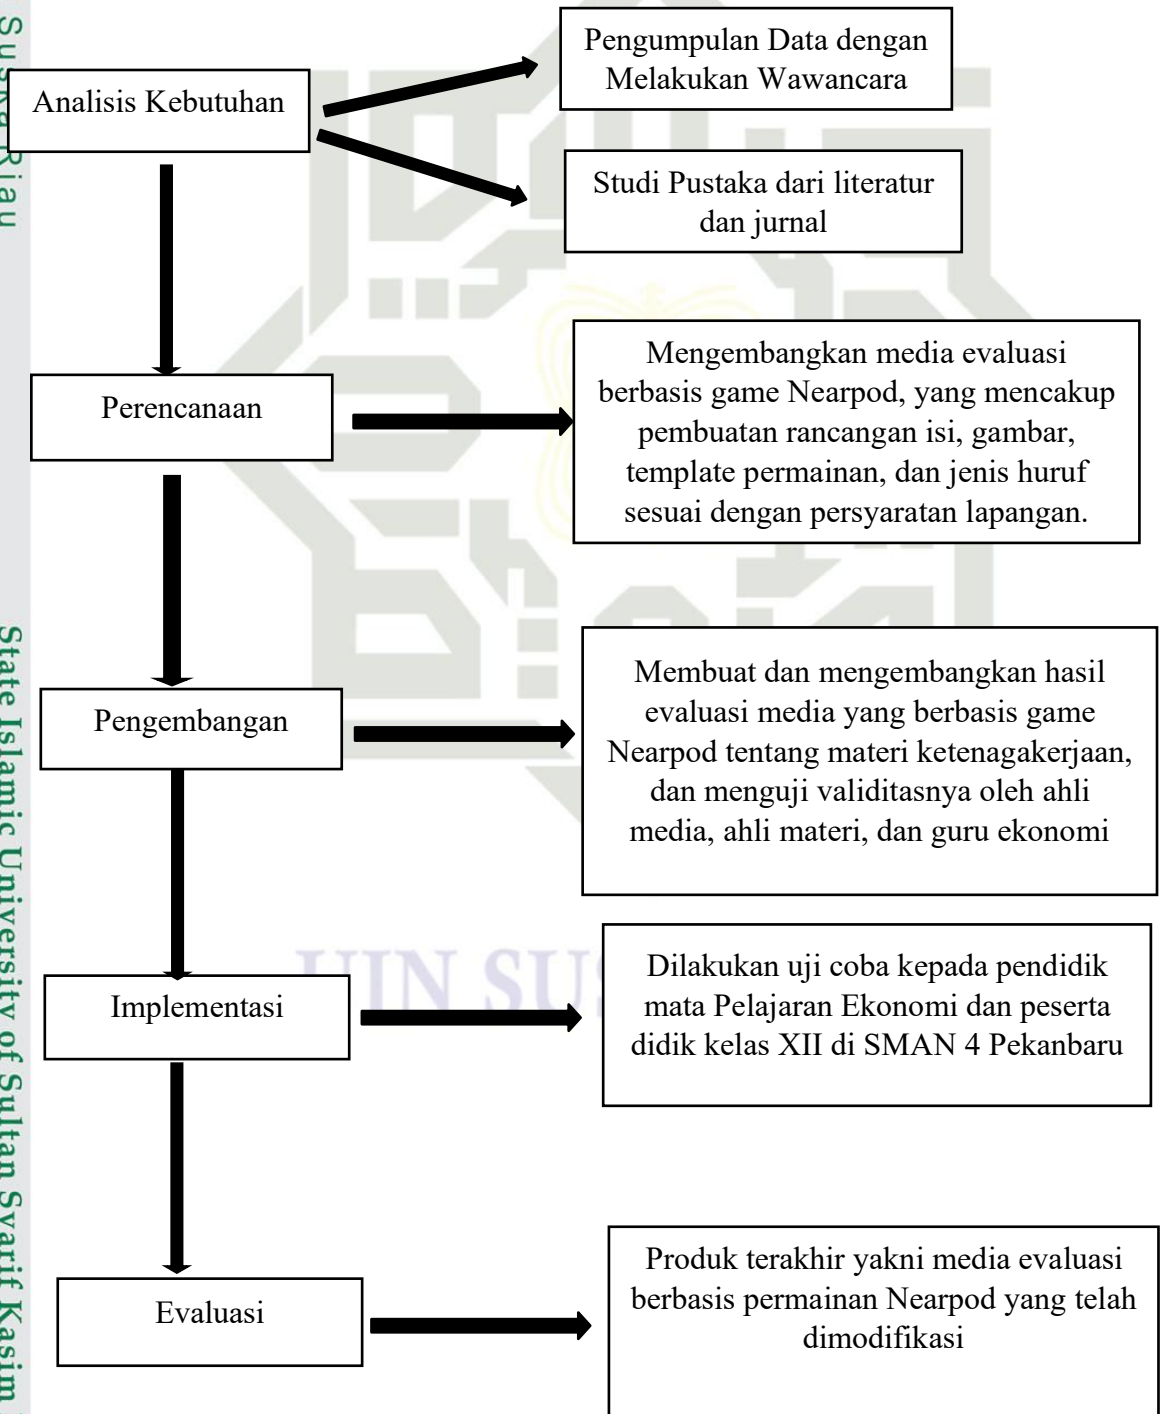 Suska Riau
State Islamic University of Sultan Syarif Kasim
Analisis Kebutuhan
Pengumpulan Data dengan
Melakukan Wawancara
Studi Pustaka dari literatur
dan jurnal
Perencanaan
Mengembangkan media evaluasi
berbasis game Nearpod, yang mencakup
pembuatan rancangan isi, gambar,
template permainan, dan jenis huruf
sesuai dengan persyaratan lapangan.
Pengembangan
Membuat dan mengembangkan hasil
evaluasi media yang berbasis game
Nearpod tentang materi ketenagakerjaan,
dan menguji validitasnya oleh ahli
media, ahli materi, dan guru ekonomi
UIN SUS
Implementasi
Dilakukan uji coba kepada pendidik
mata Pelajaran Ekonomi dan peserta
didik kelas XII di SMAN 4 Pekanbaru
Evaluasi
Produk terakhir yakni media evaluasi
berbasis permainan Nearpod yang telah
dimodifikasi